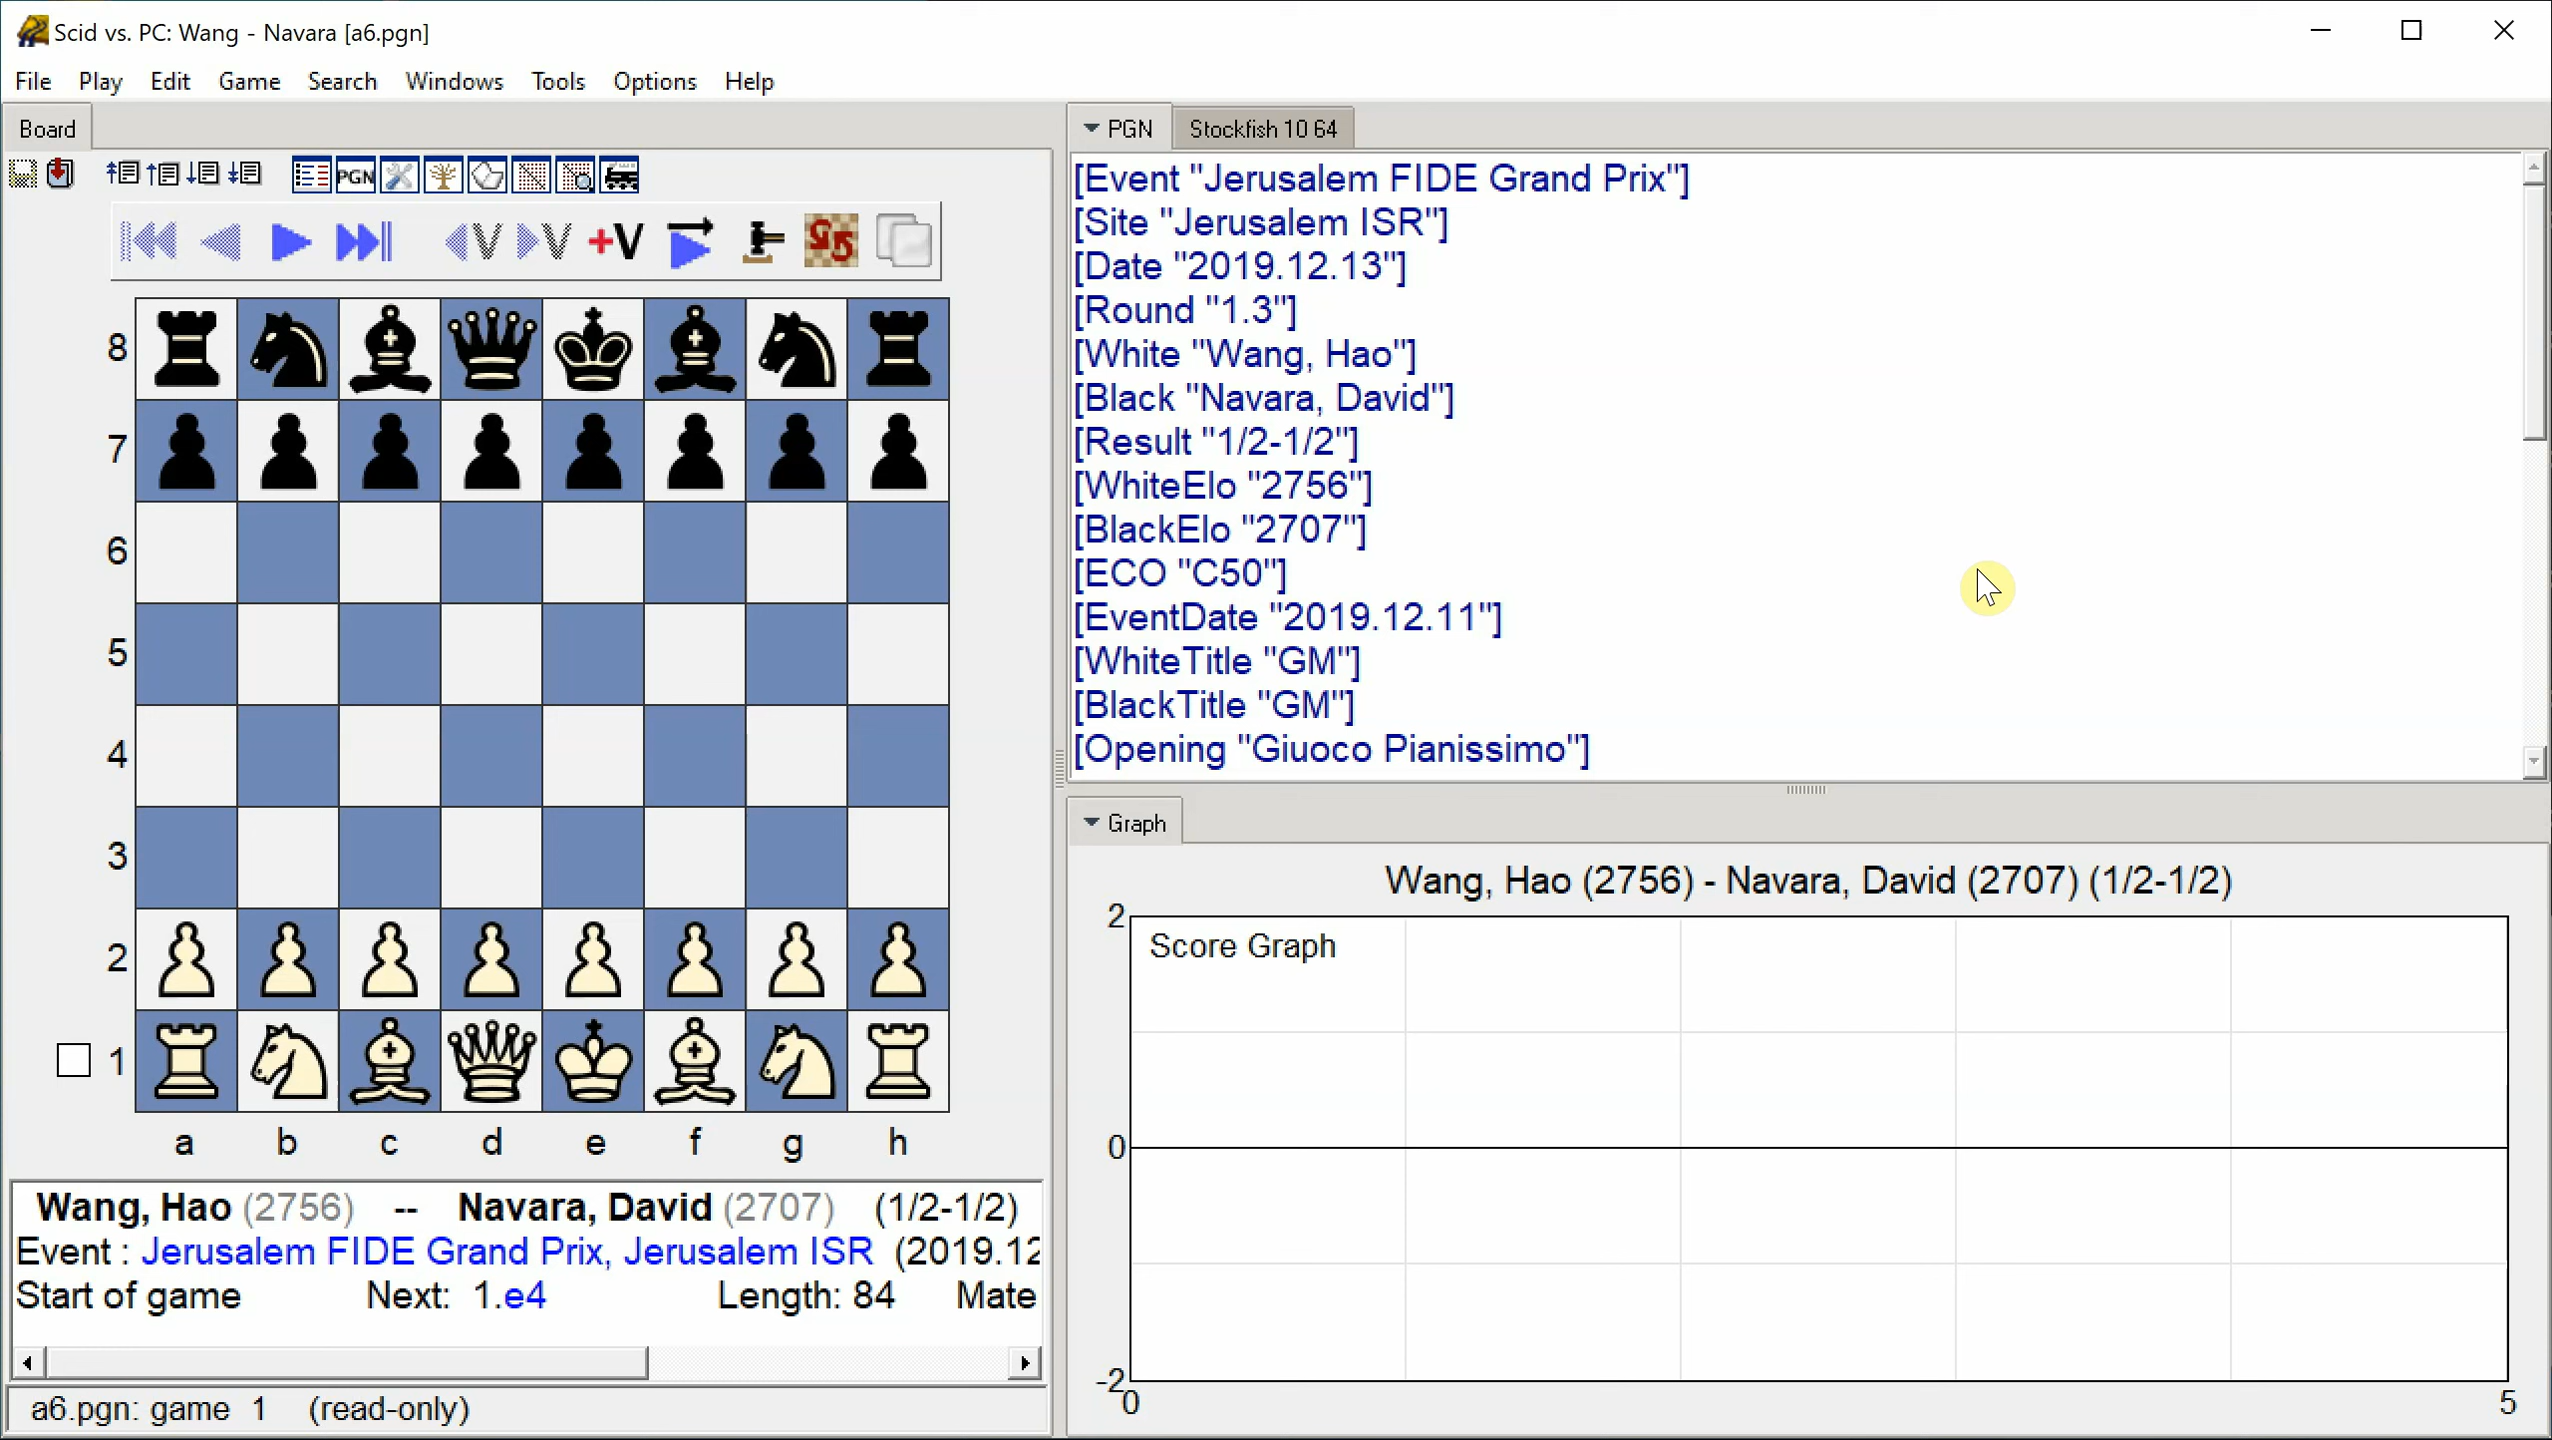 Scid vs. PC: Wang - Navara [a6.pgn]
File Play Edit Game Search Windows Tools Options Help
Board
PGN
V V +V
8
7
6
5
4
3
2
1
a b c d e f g h
Wang, Hao (2756) -- Navara, David (2707) (1/2-1/2)
Event : Jerusalem FIDE Grand Prix, Jerusalem ISR (2019.12
Start of game Next: 1.e4 Length: 84 Mate
a6.pgn: game 1 (read-only)
PGN Stockfish 10 64
[Event "Jerusalem FIDE Grand Prix"]
[Site "Jerusalem ISR"]
[Date "2019.12.13"]
[Round "1.3"]
[White "Wang, Hao"]
[Black "Navara, David"]
[Result "1/2-1/2"]
[WhiteElo "2756"]
[BlackElo "2707"]
[ECO "C50"]
[EventDate "2019.12.11"]
[WhiteTitle "GM"]
[BlackTitle "GM"]
[Opening "Giuoco Pianissimo"]
Graph
Wang, Hao (2756) - Navara, David (2707) (1/2-1/2)
2
Score Graph
0
-2
0 5